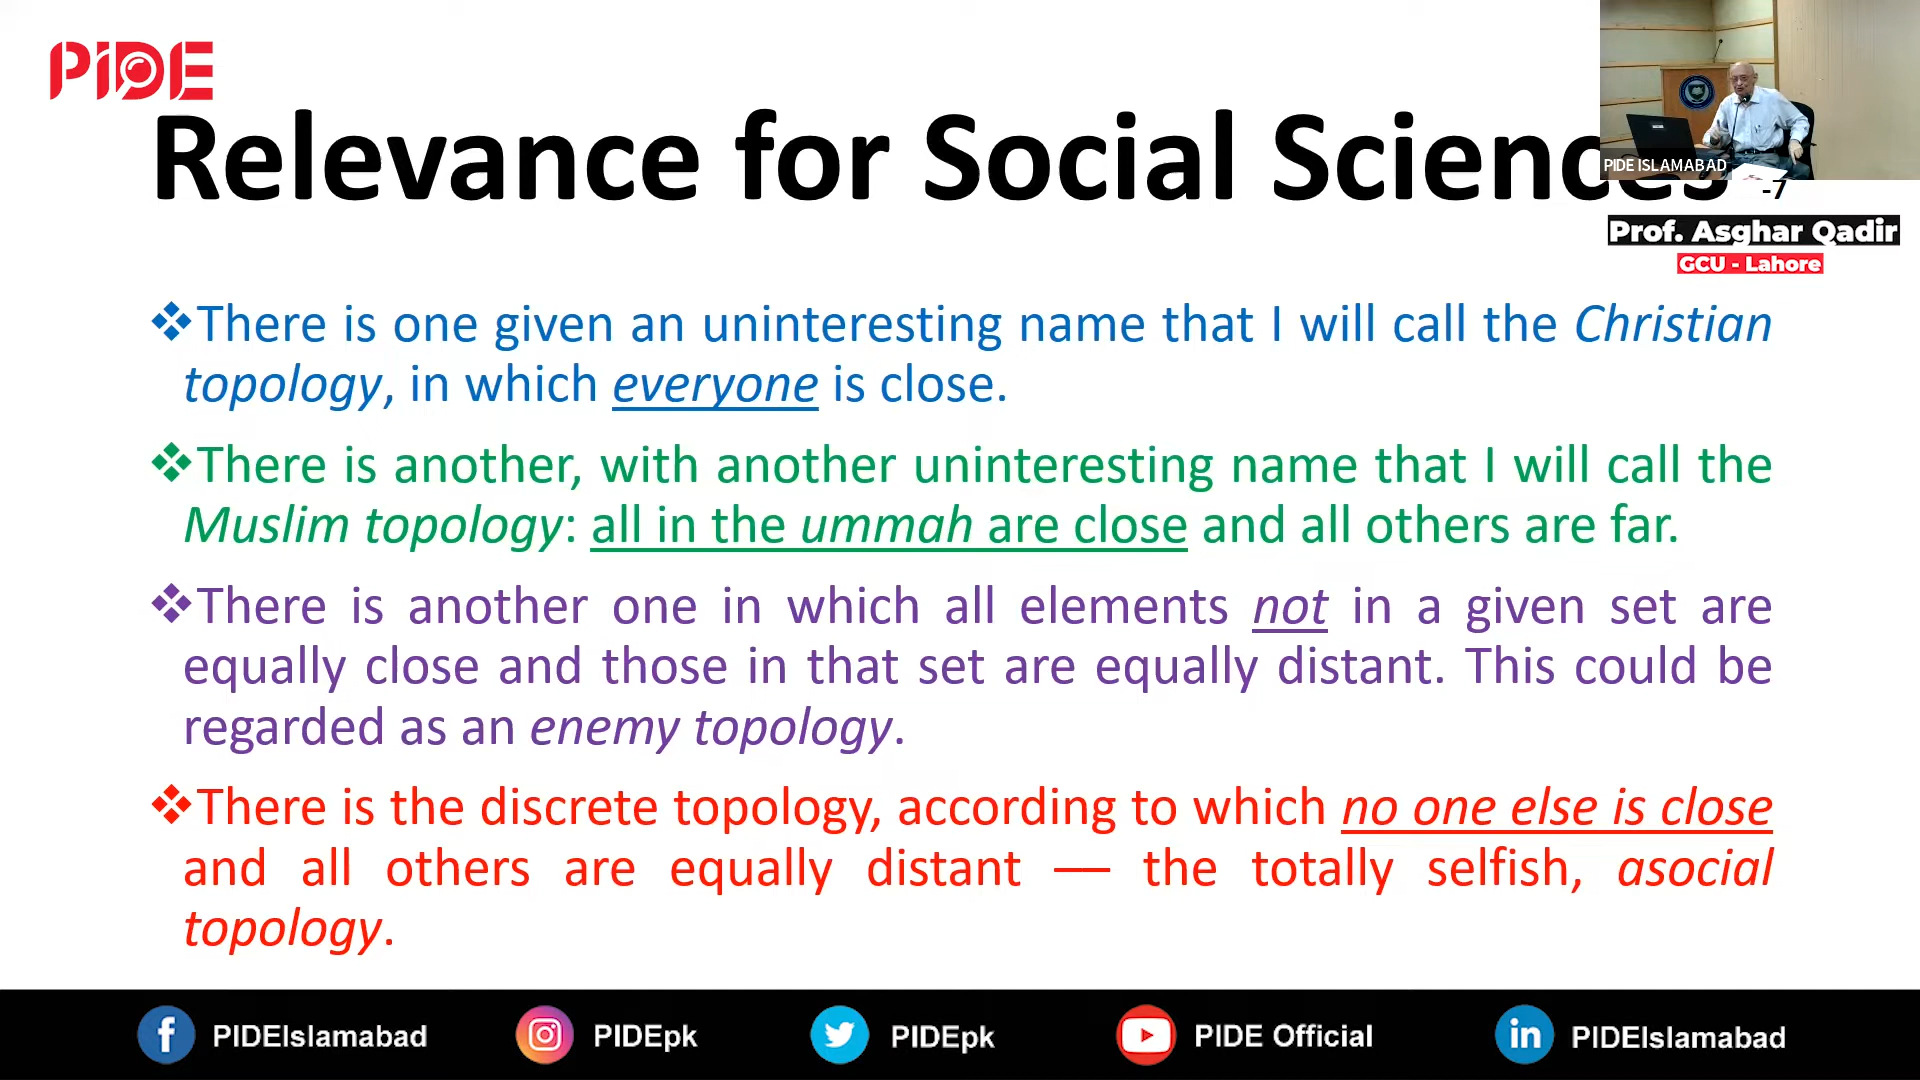 PIDE
Relevance for Social Sciences
-7
PIDE ISLAMABAD
Prof. Asghar Qadir
GCU - Lahore
❖There is one given an uninteresting name that I will call the Christian
topology, in which everyone is close.
❖There is another, with another uninteresting name that I will call the
Muslim topology: all in the ummah are close and all others are far.
❖There is another one in which all elements not in a given set are
equally close and those in that set are equally distant. This could be
regarded as an enemy topology.
❖There is the discrete topology, according to which no one else is close
and all others are equally distant — the totally selfish, asocial
topology.
PIDEIslamabad
PIDEpk
PIDEpk
PIDE Official
PIDEIslamabad